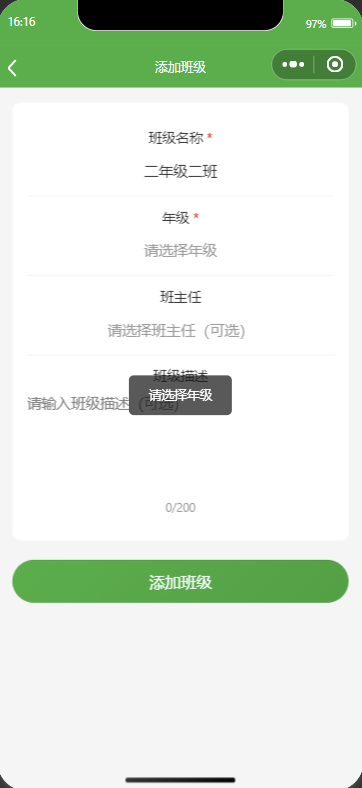 16:16
97%
添加班级
班级名称 *
二年级二班
年级 *
请选择年级
班主任
请选择班主任（可选）
班级描述
请选择年级
请输入班级描述（可选）
0/200
添加班级